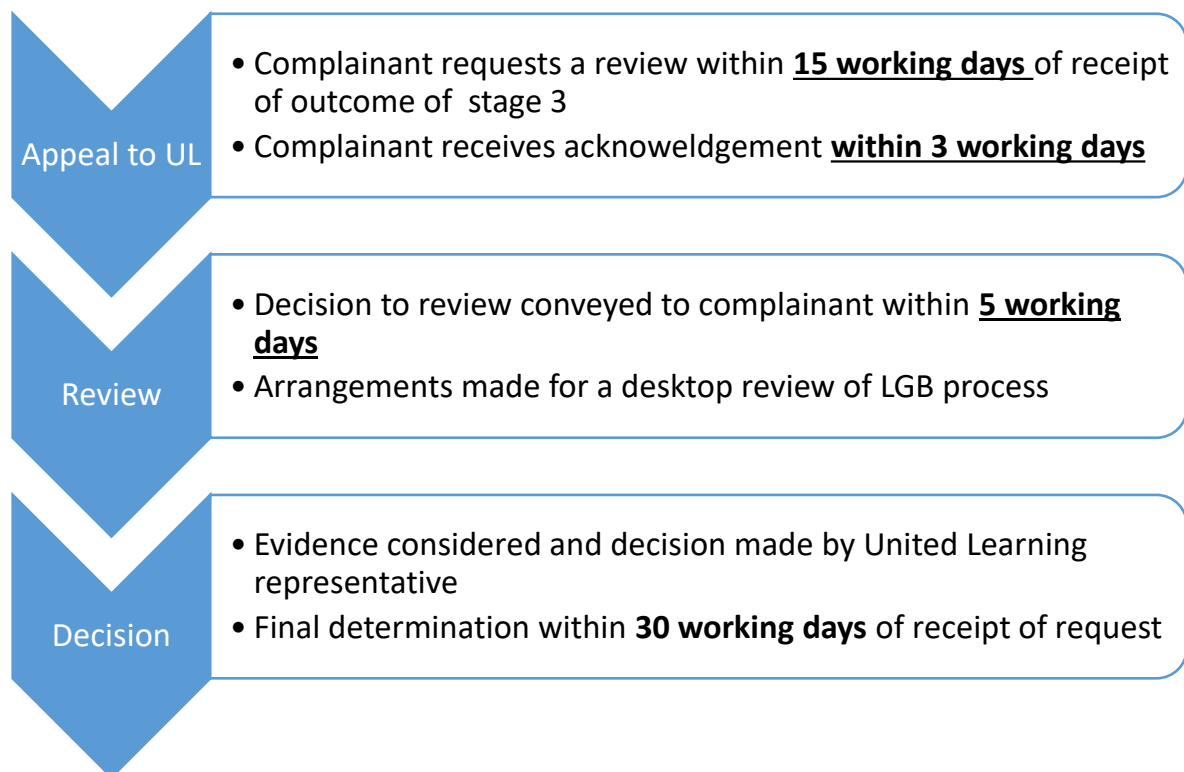 Appeal to UL
• Complainant requests a review within 15 working days of receipt
of outcome of  stage 3
• Complainant receives acknoweldgement within 3 working days
Review
• Decision to review conveyed to complainant within 5 working
days
• Arrangements made for a desktop review of LGB process
Decision
• Evidence considered and decision made by United Learning
representative
• Final determination within 30 working days of receipt of request